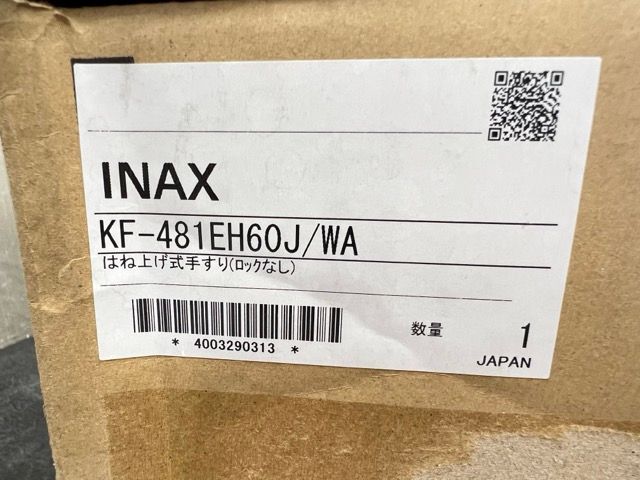 INAX
KF-481EH60J/WA
はね上げ式手すり(ロックなし)
* 4003290313 *
数量 1
JAPAN